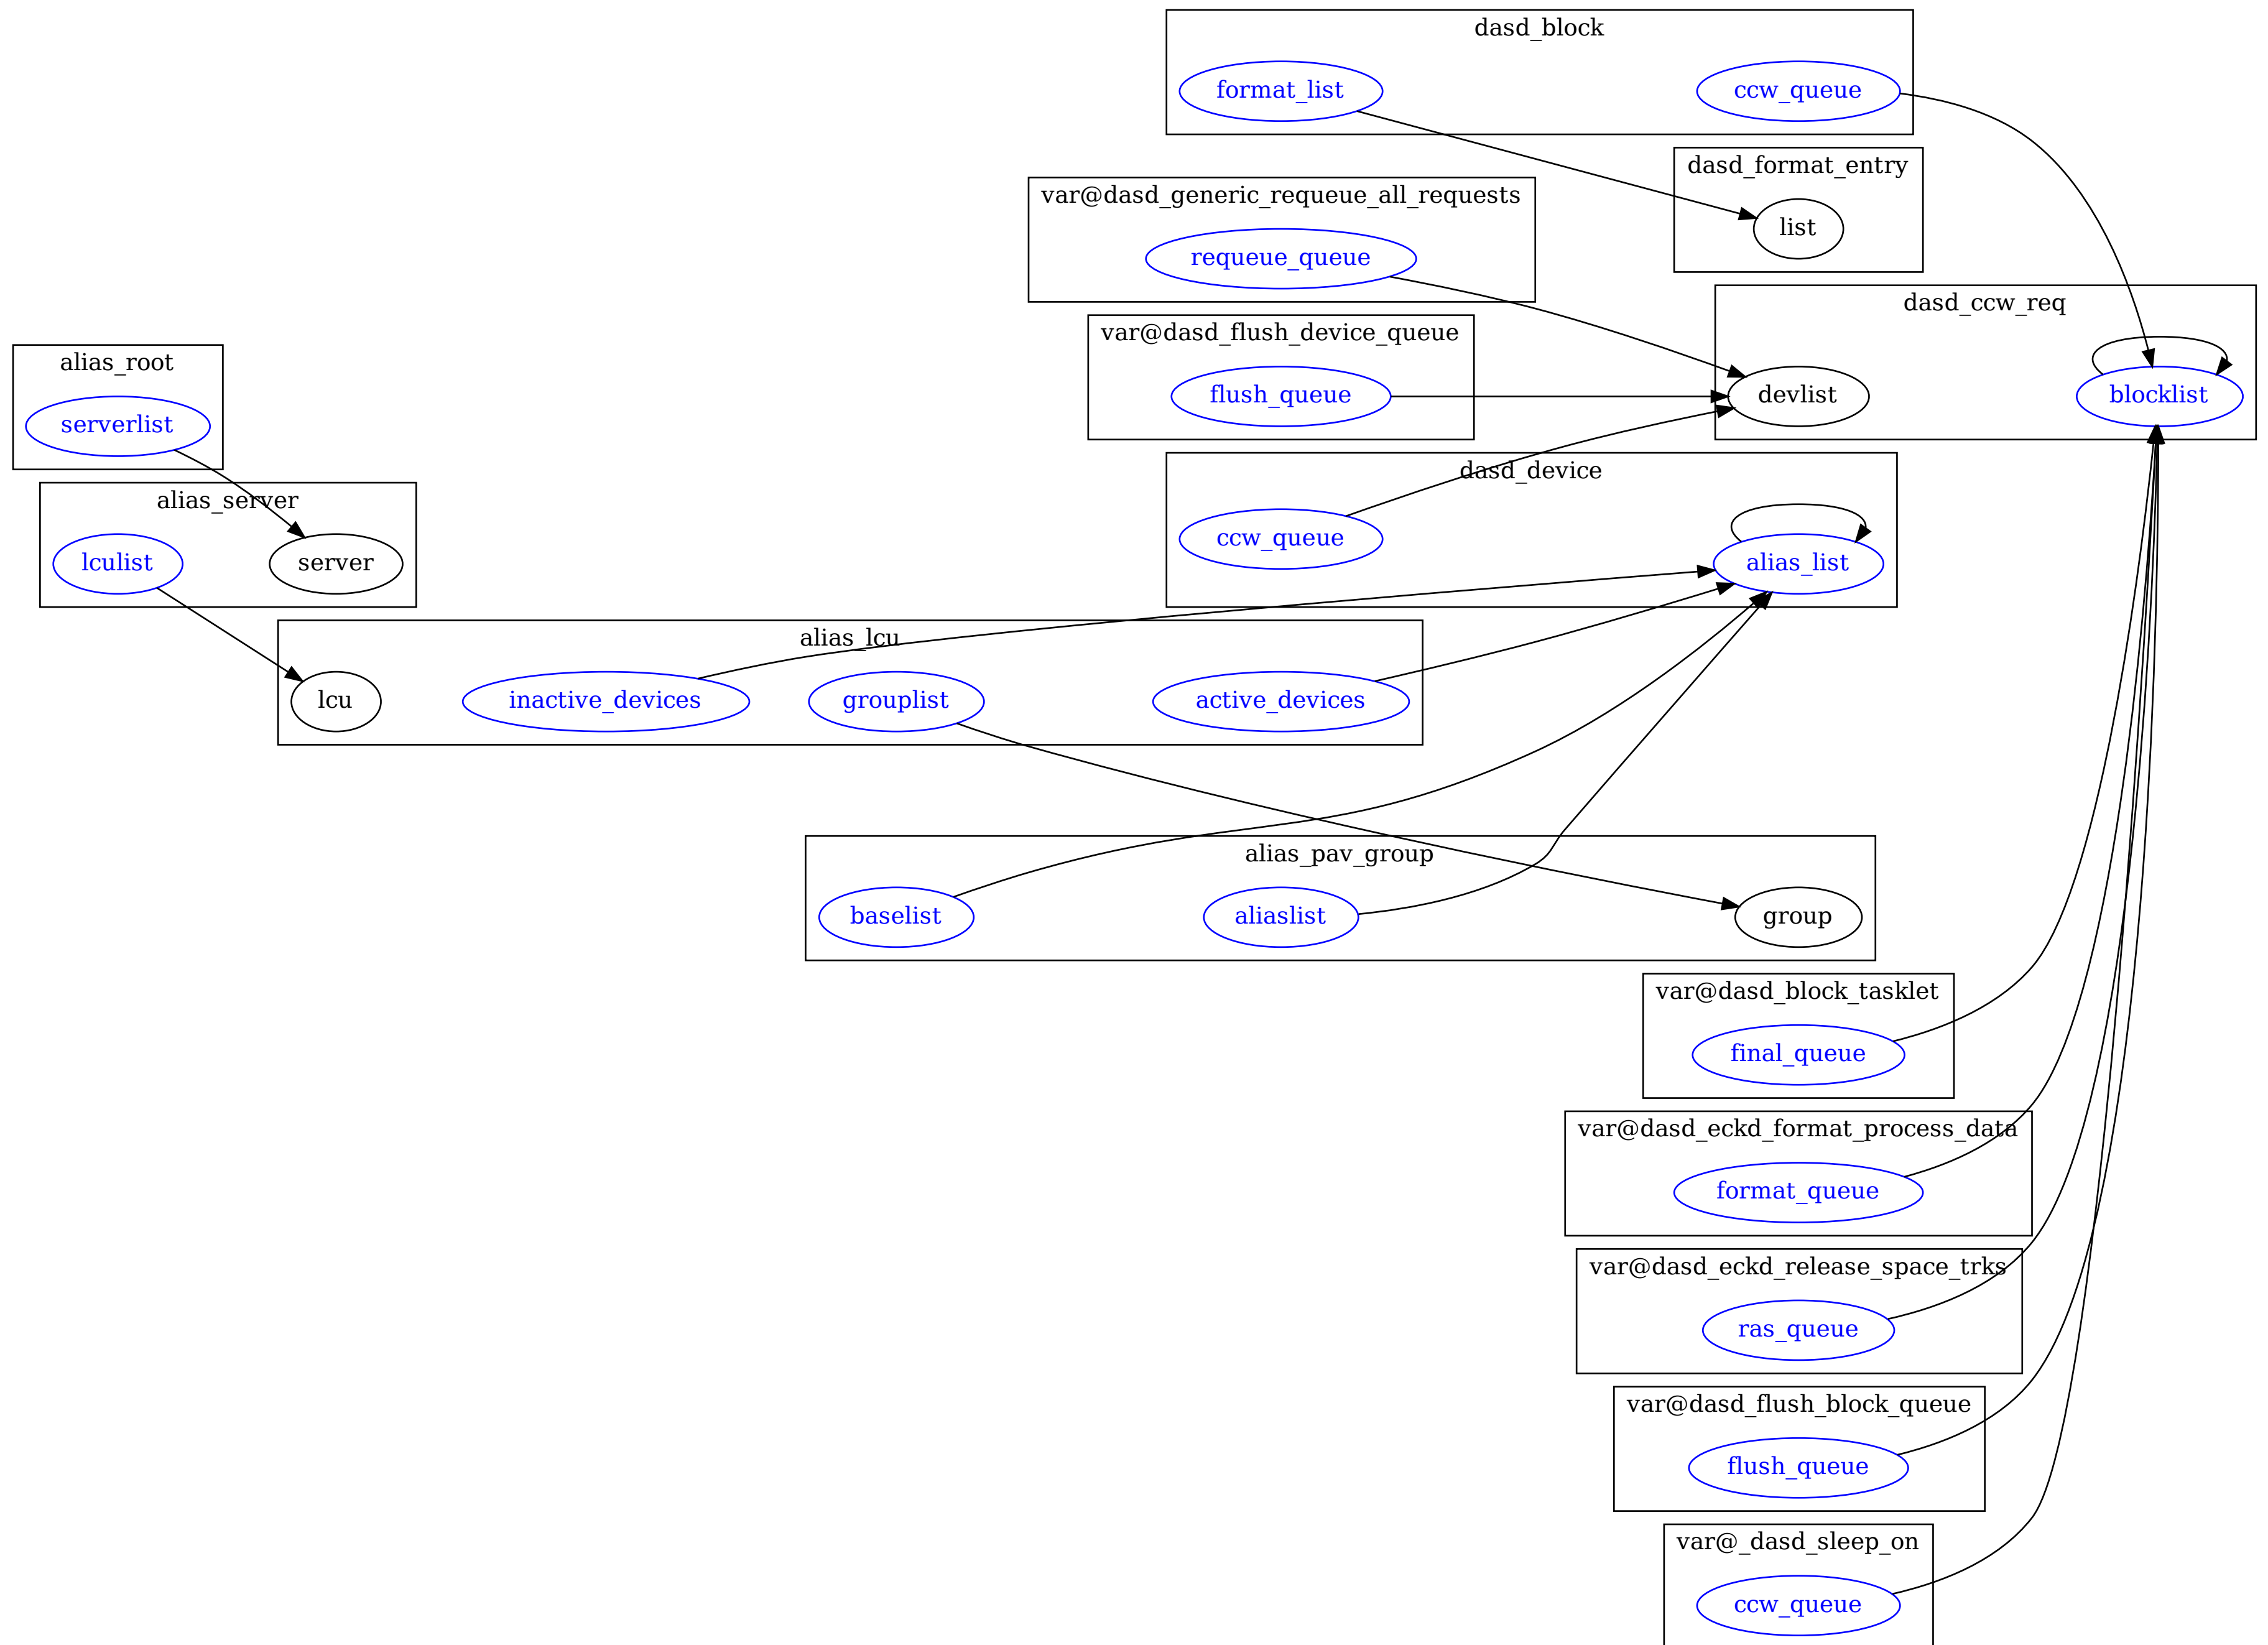 dasd_block
format_list
ccw_queue
dasd_format_entry
list
var@dasd_generic_requeue_all_requests
requeue_queue
dasd_ccw_req
devlist
blocklist
var@dasd_flush_device_queue
flush_queue
alias_root
serverlist
dasd_device
ccw_queue
alias_list
alias_server
lculist
server
alias_lcu
lcu
inactive_devices
grouplist
active_devices
alias_pav_group
baselist
aliaslist
group
var@dasd_block_tasklet
final_queue
var@dasd_eckd_format_process_data
format_queue
var@dasd_eckd_release_space_trks
ras_queue
var@dasd_flush_block_queue
flush_queue
var@_dasd_sleep_on
ccw_queue